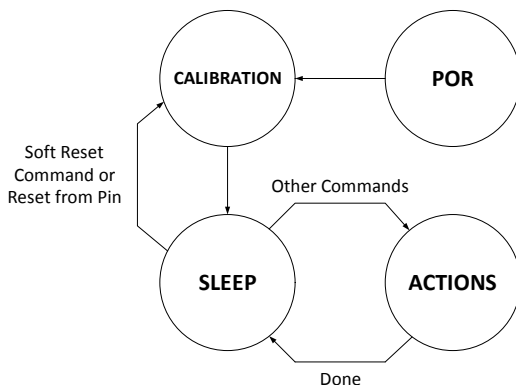 CALIBRATION
POR
Soft Reset
Command or
Reset from Pin
Other Commands
SLEEP
ACTIONS
Done